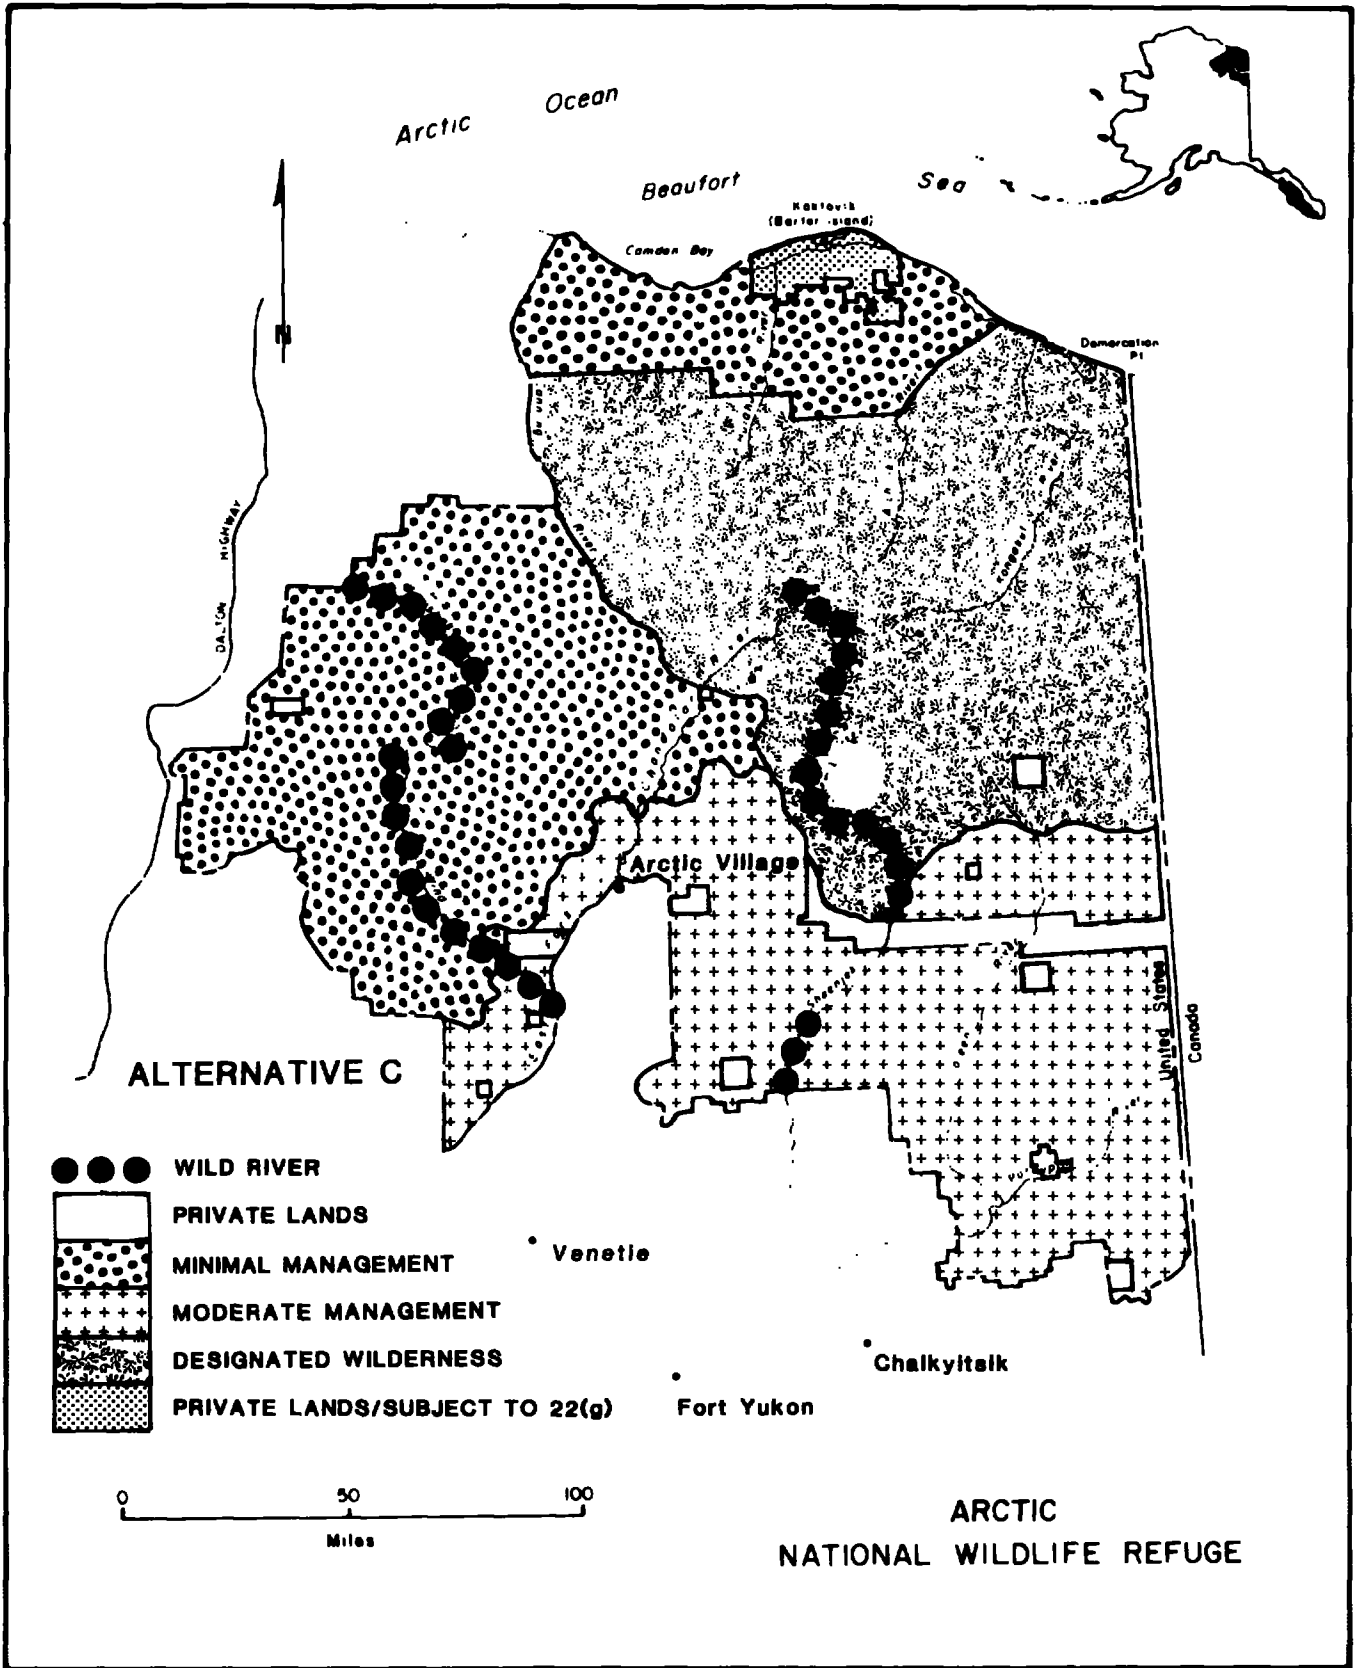 Arctic Ocean
Beaufort Sea
Kaktovik
(Barter Island)
Camden Bay
Demarcation
Pt
N
DALTON HIGHWAY
Arctic Village
Sheenjek
United States
Canada
ALTERNATIVE C
WILD RIVER
PRIVATE LANDS
MINIMAL MANAGEMENT
MODERATE MANAGEMENT
DESIGNATED WILDERNESS
PRIVATE LANDS/SUBJECT TO 22(g)
Venetie
Chalkyitsik
Fort Yukon
0 50 100
Miles
ARCTIC
NATIONAL WILDLIFE REFUGE